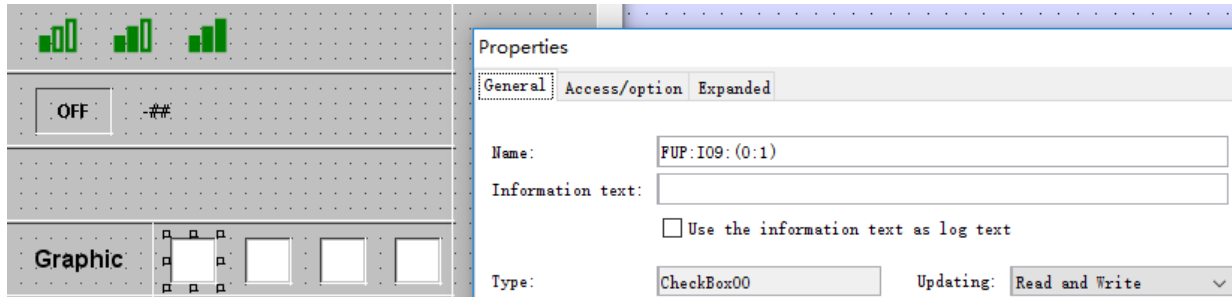 Properties
General Access/option Expanded
OFF -##
Name: FUP:I09:(0:1)
Information text:
Use the information text as log text
Graphic
Type: CheckBox00 Updating: Read and Write